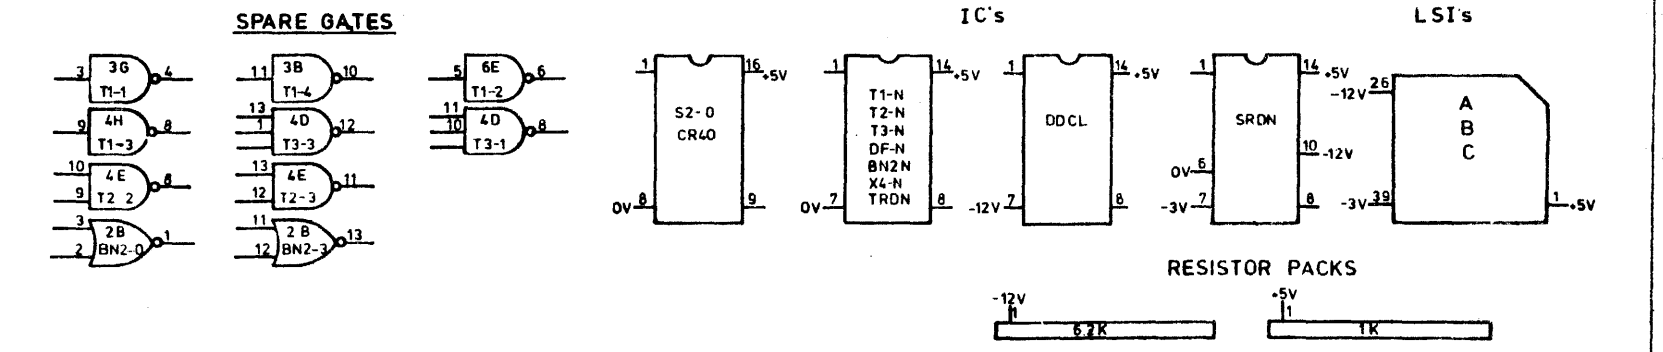 SPARE GATES
3 3G 4
T1-1
11 3B 10
T1-4
5 6E 6
T1-2
9 4H 8
T1-3
13 4D
1 12
T3-3
11 4D
10 8
T3-1
10 4E
T2 2
9
13 4E 11
12 T2-3
3 2B 1
2 BN2-0
11 2B 13
12 BN2-3
IC's
1 16 +5V
S2-0
CR40
0V 8 9
1 14 +5V
T1-N
T2-N
T3-N
DF-N
BN2N
X4-N
TRDN
0V 7 8
1 14 +5V
DDCL
-12V 7 8
1 14 +5V
SRDN
10 -12V
0V 6
-3V 7 8
LSI's
26
-12V
A
B
C
-3V 39 1 +5V
RESISTOR PACKS
-12V
1
6.2K
+5V
1
1K